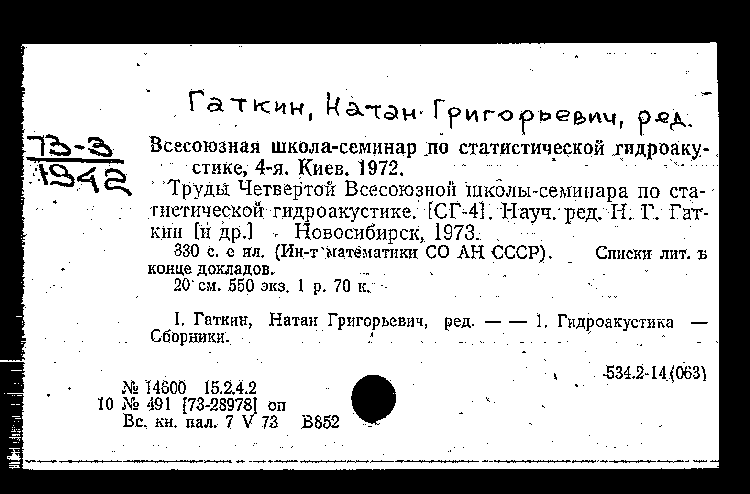 Гаткин, Натан Григорьевич, ред.
73-3
1942
Всесоюзная школа-семинар по статистической гидроаку-
стике, 4-я. Киев. 1972.
Труды Четвертой Всесоюзной школы-семинара по ста-
тистической гидроакустике. [СГ-4]. Науч. ред. Н. Г. Гат-
кин [и др.] Новосибирск, 1973.
330 с. с ил. (Ин-т математики СО АН СССР). Списки лит. в
конце докладов.
20 см. 550 экз. 1 р. 70 к.
I. Гаткин, Натан Григорьевич, ред. — — 1. Гидроакустика —
Сборники.
534.2-14(063)
№ 14600 15.2.4.2
10 № 491 [73-28978] оп
Вс. кн. пал. 7 V 73 В852